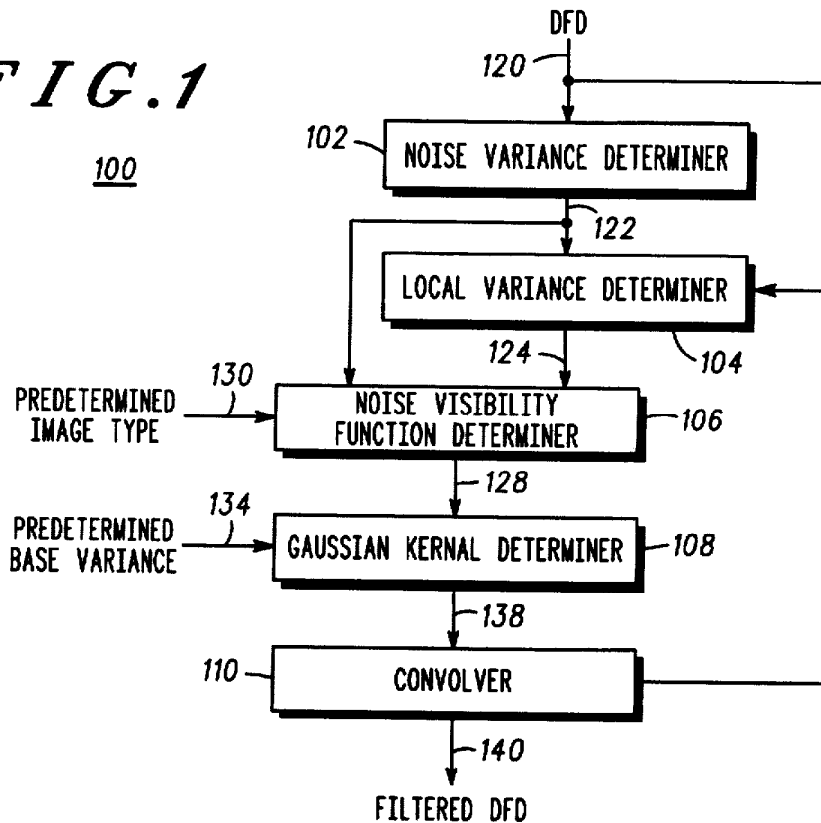 FIG.1
100
DFD
120
102
NOISE VARIANCE DETERMINER
122
LOCAL VARIANCE DETERMINER
124
104
130
PREDETERMINED
IMAGE TYPE
NOISE VISIBILITY
FUNCTION DETERMINER
106
128
134
PREDETERMINED
BASE VARIANCE
GAUSSIAN KERNAL DETERMINER
108
138
110
CONVOLVER
140
FILTERED DFD